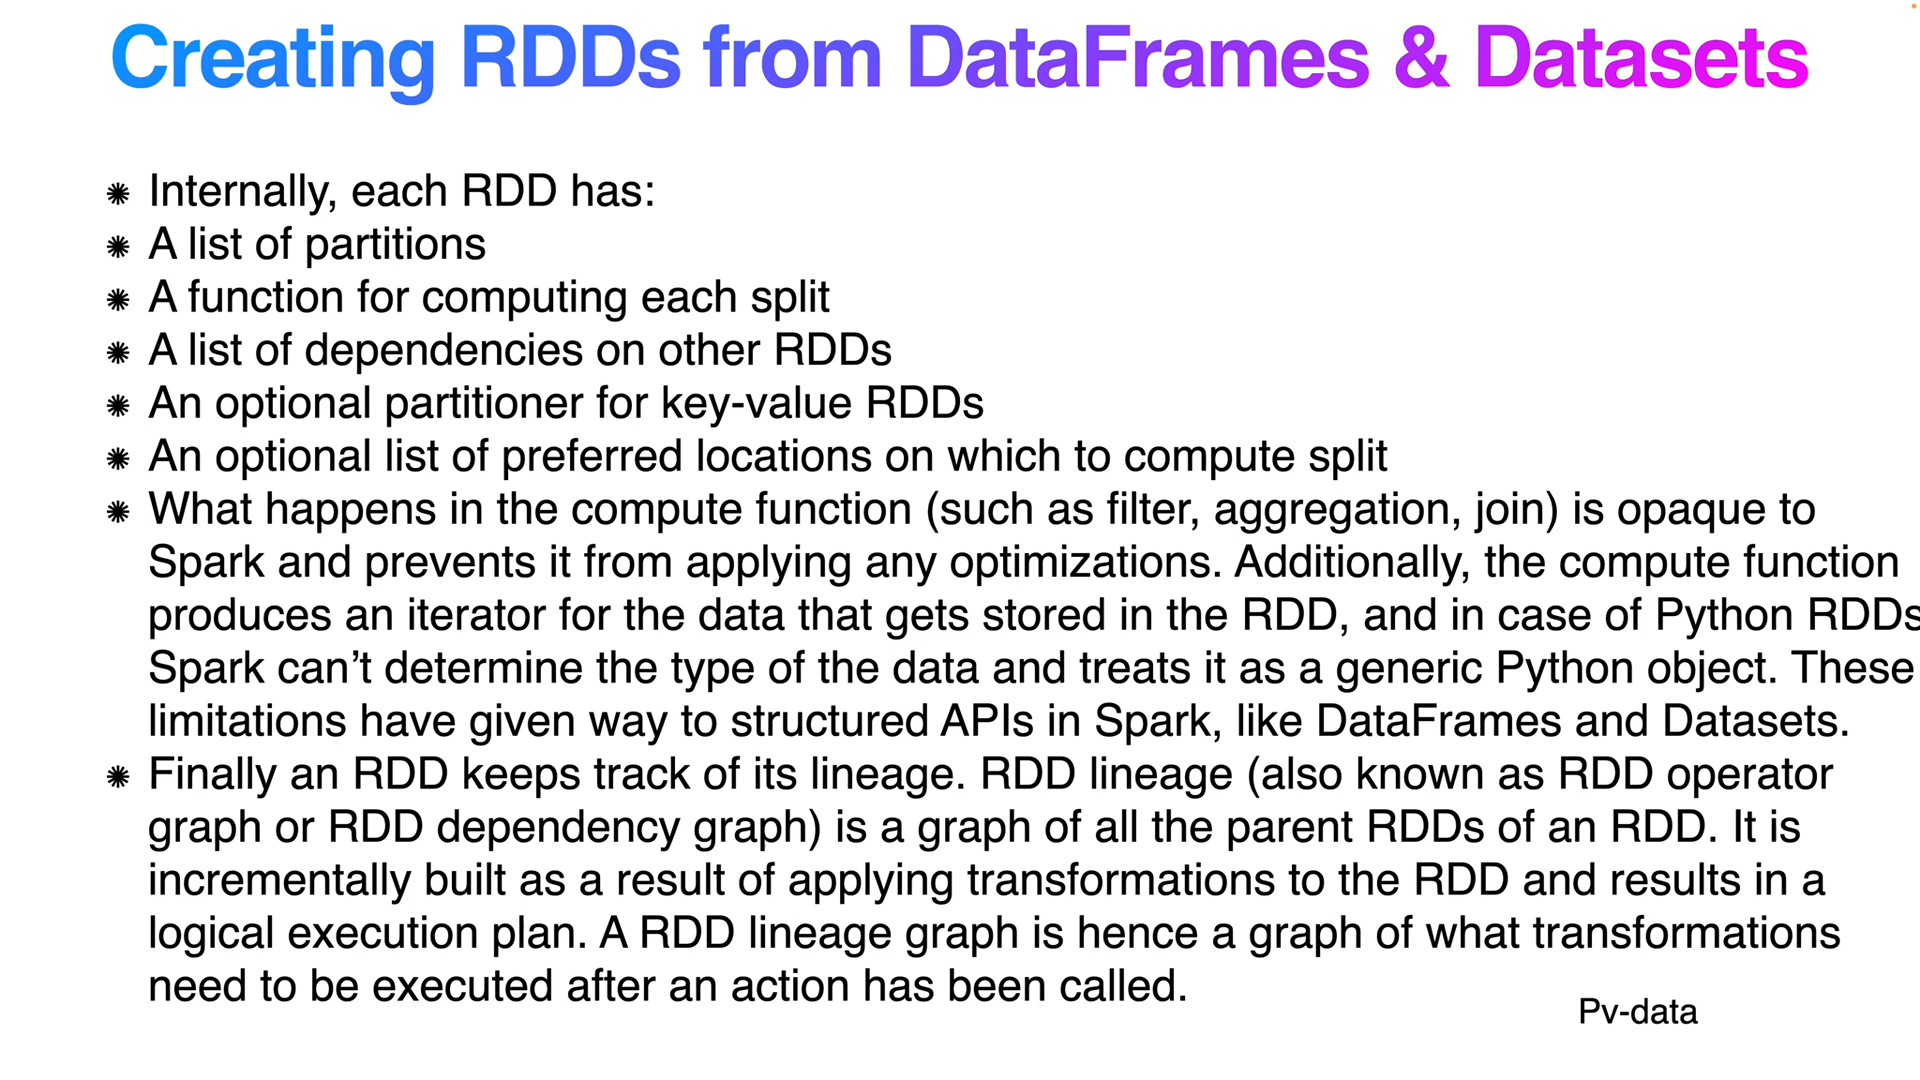 Creating RDDs from DataFrames & Datasets
Internally, each RDD has:
A list of partitions
A function for computing each split
A list of dependencies on other RDDs
An optional partitioner for key-value RDDs
An optional list of preferred locations on which to compute split
What happens in the compute function (such as filter, aggregation, join) is opaque to
Spark and prevents it from applying any optimizations. Additionally, the compute function
produces an iterator for the data that gets stored in the RDD, and in case of Python RDDs
Spark can’t determine the type of the data and treats it as a generic Python object. These
limitations have given way to structured APIs in Spark, like DataFrames and Datasets.
Finally an RDD keeps track of its lineage. RDD lineage (also known as RDD operator
graph or RDD dependency graph) is a graph of all the parent RDDs of an RDD. It is
incrementally built as a result of applying transformations to the RDD and results in a
logical execution plan. A RDD lineage graph is hence a graph of what transformations
need to be executed after an action has been called.
Pv-data